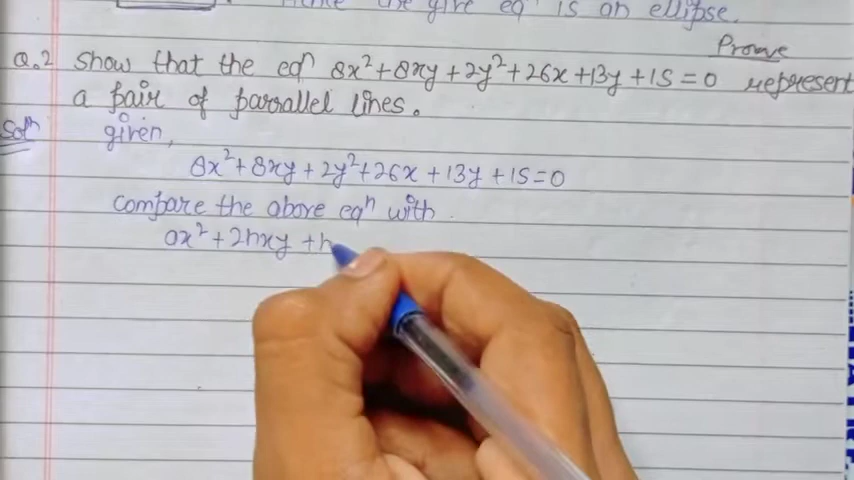 Hence the give eqⁿ is an ellipse.
Prove
Q.2 Show that the eqⁿ 8x²+8xy+2y²+26x+13y+15=0 represent
a pair of parrallel lines.
Solⁿ given,
8x²+8xy+2y²+26x+13y+15=0
compare the above eqⁿ with
ax²+2hxy+